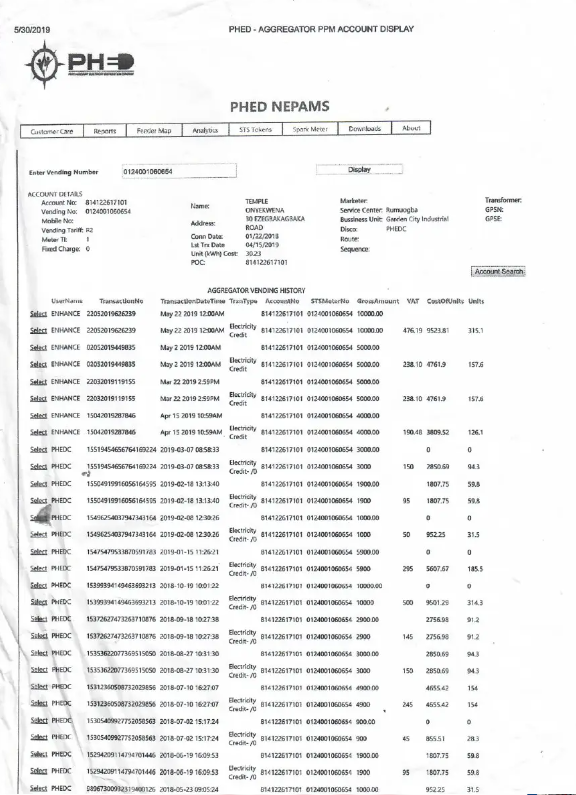 5/30/2019 PHED - AGGREGATOR PPM ACCOUNT DISPLAY
PHED
PHED NEPAMS
Customer Care Reports Feeder Map Analytics STS Tokens Spark Meter Downloads About
Enter Vending Number 0124001060654 Display
ACCOUNT DETAILS
Account No: 814122617101
Vending No: 0124001060654
Mobile No:
Vending Tariff: R2
Meter TI: 1
Fixed Charge: 0
Name: TEMPLE ONYEKWENA
Address: 10 EZEGBRAKAGBAKA ROAD
Conn Date: 01/22/2018
Lst Trx Date 04/15/2019
Unit (kWh) Cost: 30.23
POC: 814122617101
Marketer:
Service Center: Rumuogba
Bussiness Unit: Garden City Industrial
Disco: PHEDC
Route:
Sequence:
Transformer:
GPSN:
GPSE:
Account Search
AGGREGATOR VENDING HISTORY
UserName TransactionNo TransactionDateTime TranType AccountNo STSMeterNo GrossAmount VAT CostOfUnits Units
Select ENHANCE 22052019626239 May 22 2019 12:00AM 814122617101 0124001060654 10000.00
Select ENHANCE 22052019626239 May 22 2019 12:00AM Electricity Credit 814122617101 0124001060654 10000.00 476.19 9523.81 315.1
Select ENHANCE 02052019449835 May 2 2019 12:00AM 814122617101 0124001060654 5000.00
Select ENHANCE 02052019449835 May 2 2019 12:00AM Electricity Credit 814122617101 0124001060654 5000.00 238.10 4761.9 157.6
Select ENHANCE 22032019119155 Mar 22 2019 2:59PM 814122617101 0124001060654 5000.00
Select ENHANCE 22032019119155 Mar 22 2019 2:59PM Electricity Credit 814122617101 0124001060654 5000.00 238.10 4761.9 157.6
Select ENHANCE 15042019287846 Apr 15 2019 10:59AM 814122617101 0124001060654 4000.00
Select ENHANCE 15042019287846 Apr 15 2019 10:59AM Electricity Credit 814122617101 0124001060654 4000.00 190.48 3809.52 126.1
Select PHEDC 15519454656764169224 2019-03-07 08:58:33 814122617101 0124001060654 3000.00 0 0
Select PHEDC 15519454656764169224 2019-03-07 08:58:33 Electricity Credit- /0 814122617101 0124001060654 3000 150 2850.69 94.3
Select PHEDC 15504919916056164595 2019-02-18 13:13:40 814122617101 0124001060654 1900.00 1807.75 59.8
Select PHEDC 15504919916056164595 2019-02-18 13:13:40 Electricity Credit- /0 814122617101 0124001060654 1900 95 1807.75 59.8
Select PHEDC 15496254037947343164 2019-02-08 12:30:26 814122617101 0124001060654 1000.00 0 0
Select PHEDC 15496254037947343164 2019-02-08 12:30:26 Electricity Credit- /0 814122617101 0124001060654 1000 50 952.25 31.5
Select PHEDC 15475479533870591783 2019-01-15 11:26:21 814122617101 0124001060654 5900.00 0 0
Select PHEDC 15475479533870591783 2019-01-15 11:26:21 Electricity Credit- /0 814122617101 0124001060654 5900 295 5607.67 185.5
Select PHEDC 15399394149463693213 2018-10-19 10:01:22 814122617101 0124001060654 10000.00 0 0
Select PHEDC 15399394149463693213 2018-10-19 10:01:22 Electricity Credit- /0 814122617101 0124001060654 10000 500 9501.29 314.3
Select PHEDC 15372627473263710876 2018-09-18 10:27:38 814122617101 0124001060654 2900.00 2756.98 91.2
Select PHEDC 15372627473263710876 2018-09-18 10:27:38 Electricity Credit- /0 814122617101 0124001060654 2900 145 2756.98 91.2
Select PHEDC 15353622077369515050 2018-08-27 10:31:30 814122617101 0124001060654 3000.00 2850.69 94.3
Select PHEDC 15353622077369515050 2018-08-27 10:31:30 Electricity Credit- /0 814122617101 0124001060654 3000 150 2850.69 94.3
Select PHEDC 15312360508732029856 2018-07-10 16:27:07 814122617101 0124001060654 4900.00 4655.42 154
Select PHEDC 15312360508732029856 2018-07-10 16:27:07 Electricity Credit- /0 814122617101 0124001060654 4900 245 4655.42 154
Select PHEDC 15305409927752058563 2018-07-02 15:17:24 814122617101 0124001060654 900.00 0 0
Select PHEDC 15305409927752058563 2018-07-02 15:17:24 Electricity Credit- /0 814122617101 0124001060654 900 45 855.51 28.3
Select PHEDC 15294209114794701446 2018-06-19 16:09:53 814122617101 0124001060654 1900.00 1807.75 59.8
Select PHEDC 15294209114794701446 2018-06-19 16:09:53 Electricity Credit- /0 814122617101 0124001060654 1900 95 1807.75 59.8
Select PHEDC 98967300932319400126 2018-05-23 09:05:24 814122617101 0124001060654 1000.00 952.25 31.5